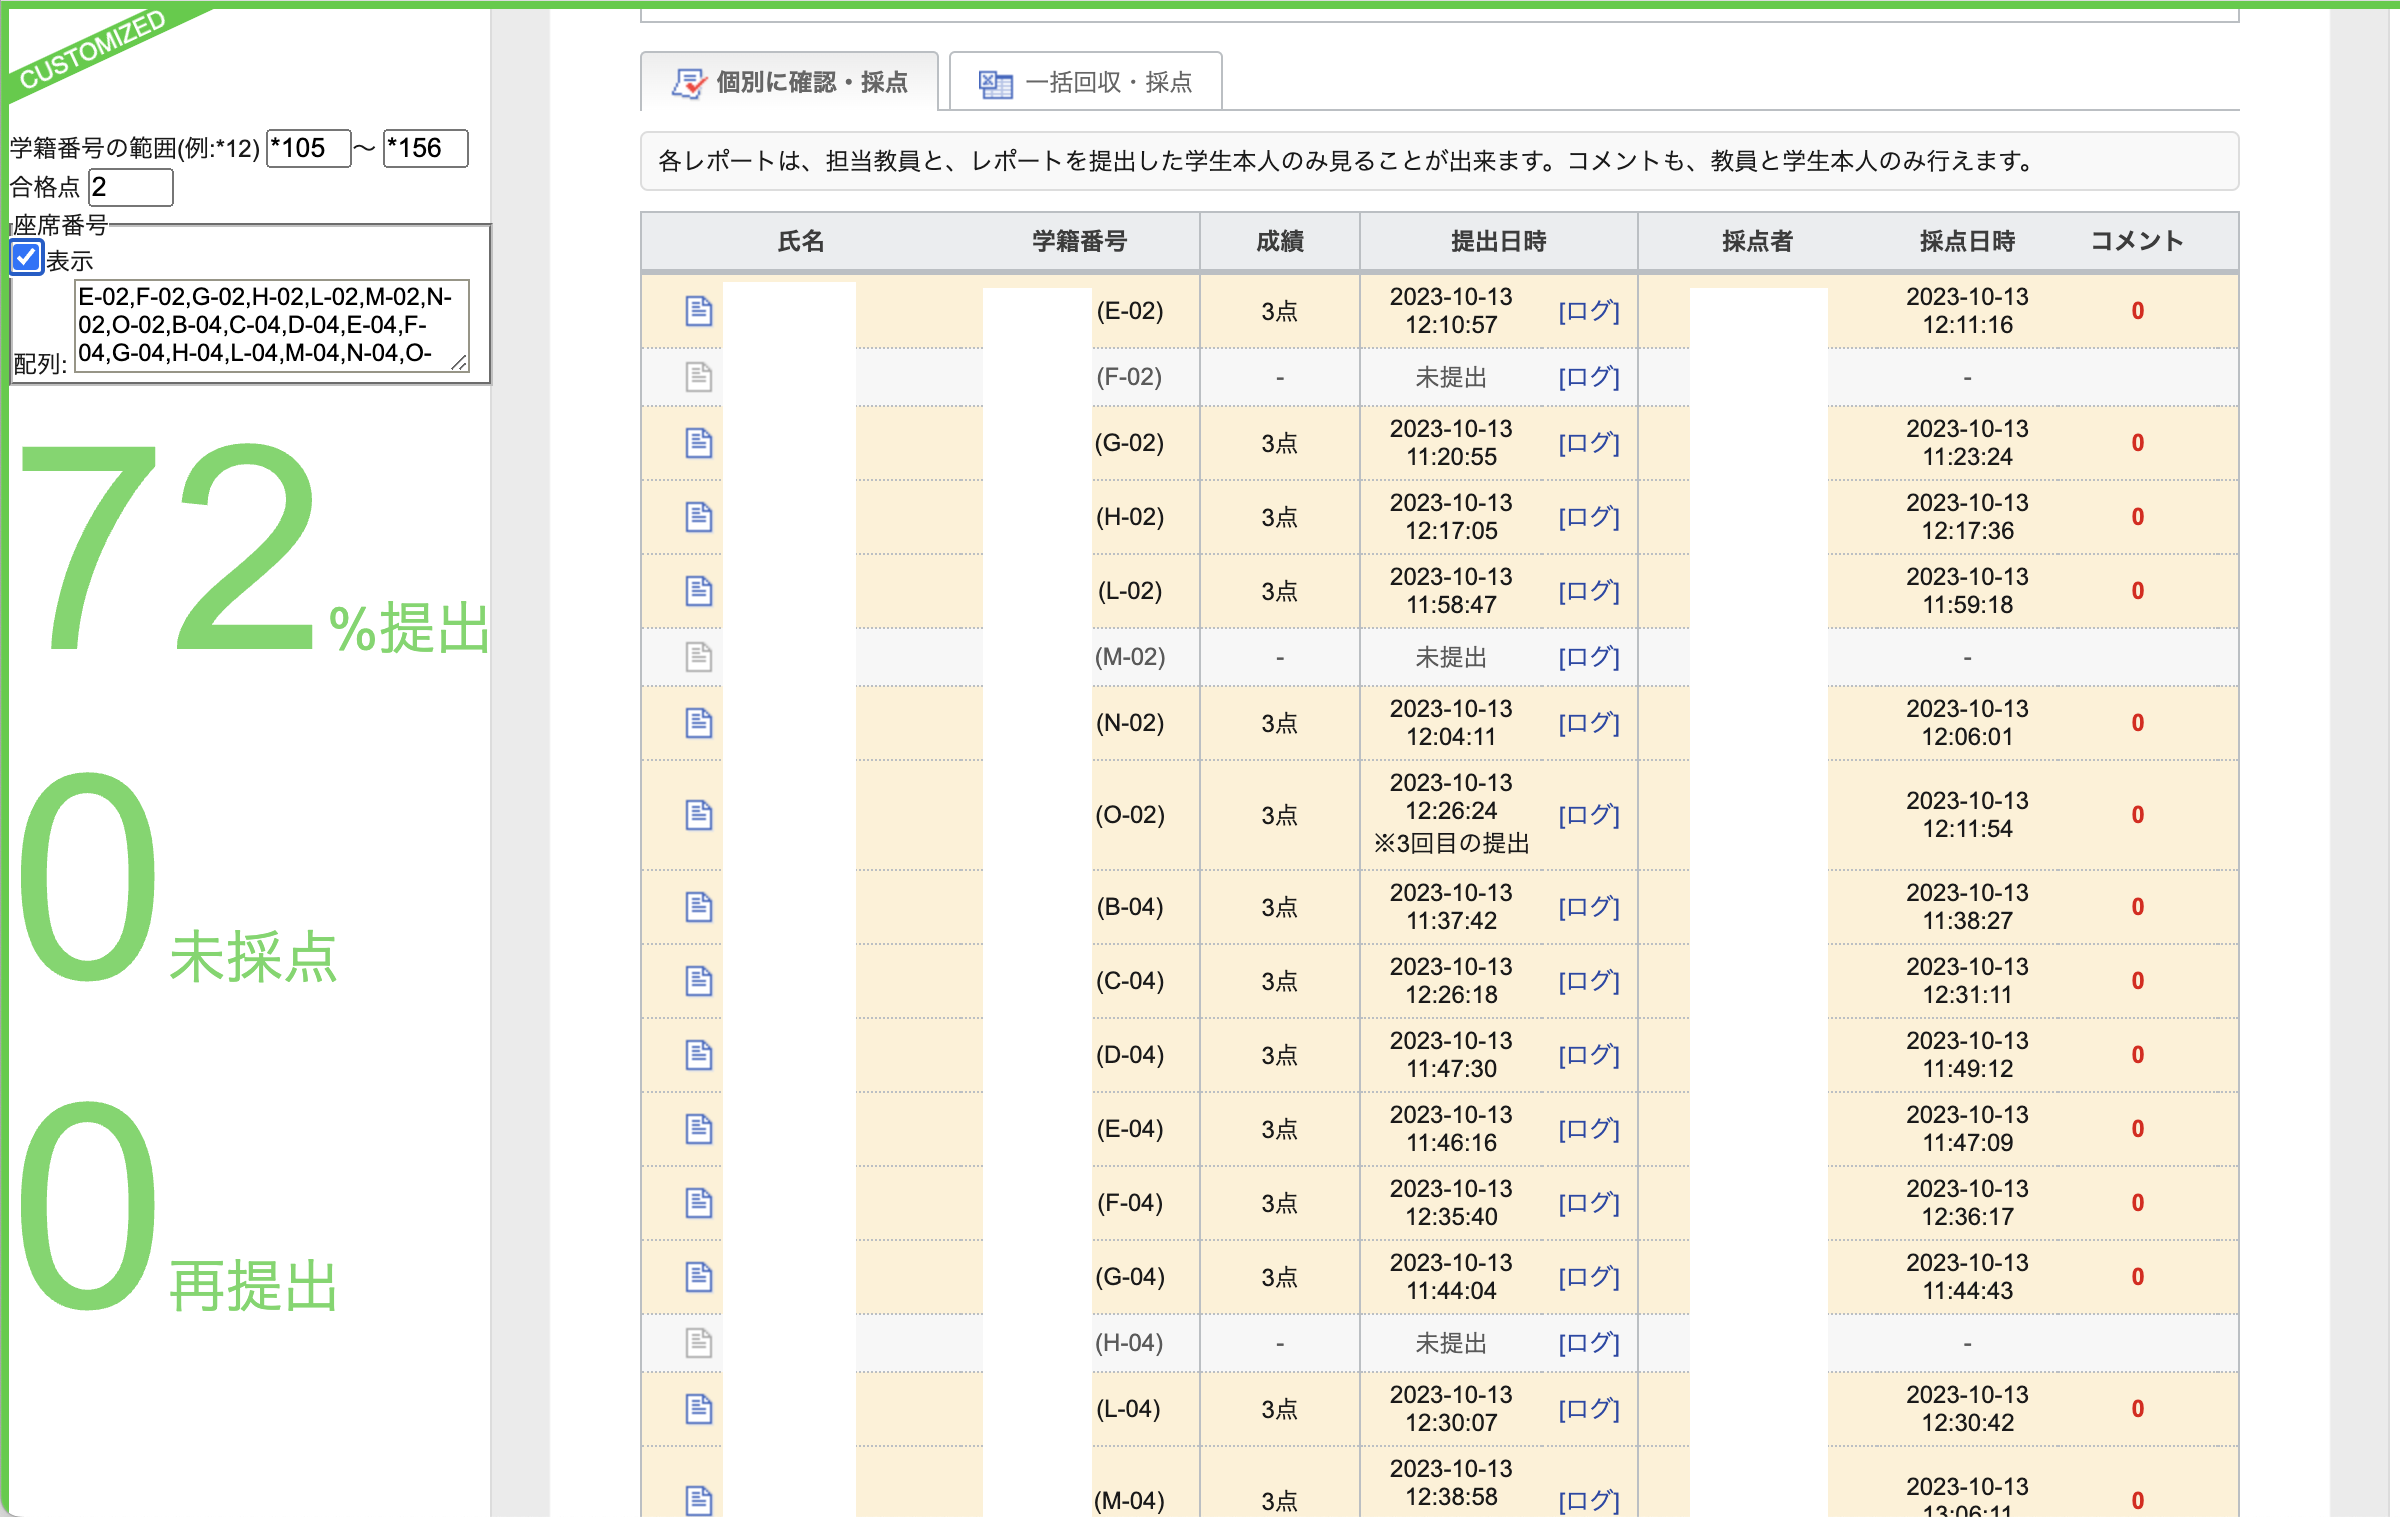 CUSTOMIZED
学籍番号の範囲(例:*12) *105 ～ *156
合格点 2
座席番号
表示
配列: E-02,F-02,G-02,H-02,L-02,M-02,N-
02,O-02,B-04,C-04,D-04,E-04,F-
04,G-04,H-04,L-04,M-04,N-04,O-
72%提出
0未採点
0再提出
個別に確認・採点
一括回収・採点
各レポートは、担当教員と、レポートを提出した学生本人のみ見ることが出来ます。コメントも、教員と学生本人のみ行えます。
氏名 学籍番号 成績 提出日時 採点者 採点日時 コメント
(E-02) 3点 2023-10-13 12:10:57 [ログ] 2023-10-13 12:11:16 0
(F-02) - 未提出 [ログ] -
(G-02) 3点 2023-10-13 11:20:55 [ログ] 2023-10-13 11:23:24 0
(H-02) 3点 2023-10-13 12:17:05 [ログ] 2023-10-13 12:17:36 0
(L-02) 3点 2023-10-13 11:58:47 [ログ] 2023-10-13 11:59:18 0
(M-02) - 未提出 [ログ] -
(N-02) 3点 2023-10-13 12:04:11 [ログ] 2023-10-13 12:06:01 0
(O-02) 3点 2023-10-13 12:26:24 ※3回目の提出 [ログ] 2023-10-13 12:11:54 0
(B-04) 3点 2023-10-13 11:37:42 [ログ] 2023-10-13 11:38:27 0
(C-04) 3点 2023-10-13 12:26:18 [ログ] 2023-10-13 12:31:11 0
(D-04) 3点 2023-10-13 11:47:30 [ログ] 2023-10-13 11:49:12 0
(E-04) 3点 2023-10-13 11:46:16 [ログ] 2023-10-13 11:47:09 0
(F-04) 3点 2023-10-13 12:35:40 [ログ] 2023-10-13 12:36:17 0
(G-04) 3点 2023-10-13 11:44:04 [ログ] 2023-10-13 11:44:43 0
(H-04) - 未提出 [ログ] -
(L-04) 3点 2023-10-13 12:30:07 [ログ] 2023-10-13 12:30:42 0
(M-04) 3点 2023-10-13 12:38:58 [ログ] 2023-10-13 13:06:11 0